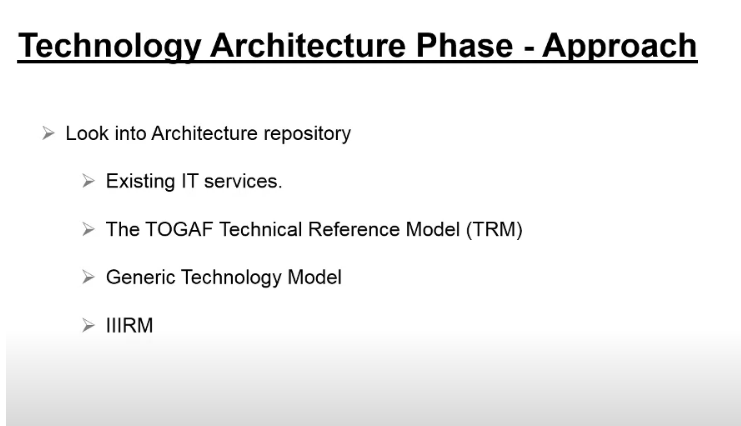 Technology Architecture Phase - Approach
Look into Architecture repository
Existing IT services.
The TOGAF Technical Reference Model (TRM)
Generic Technology Model
IIIRM